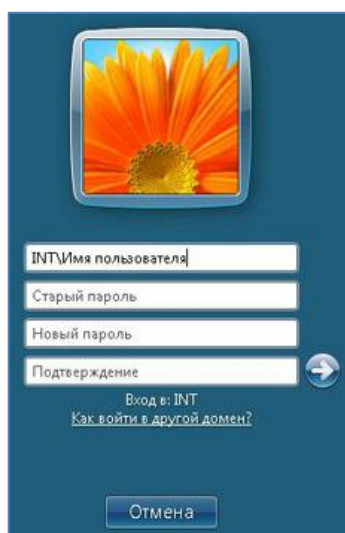 INT\Имя пользователя
Старый пароль
Новый пароль
Подтверждение
Вход в: INT
Как войти в другой домен?
Отмена